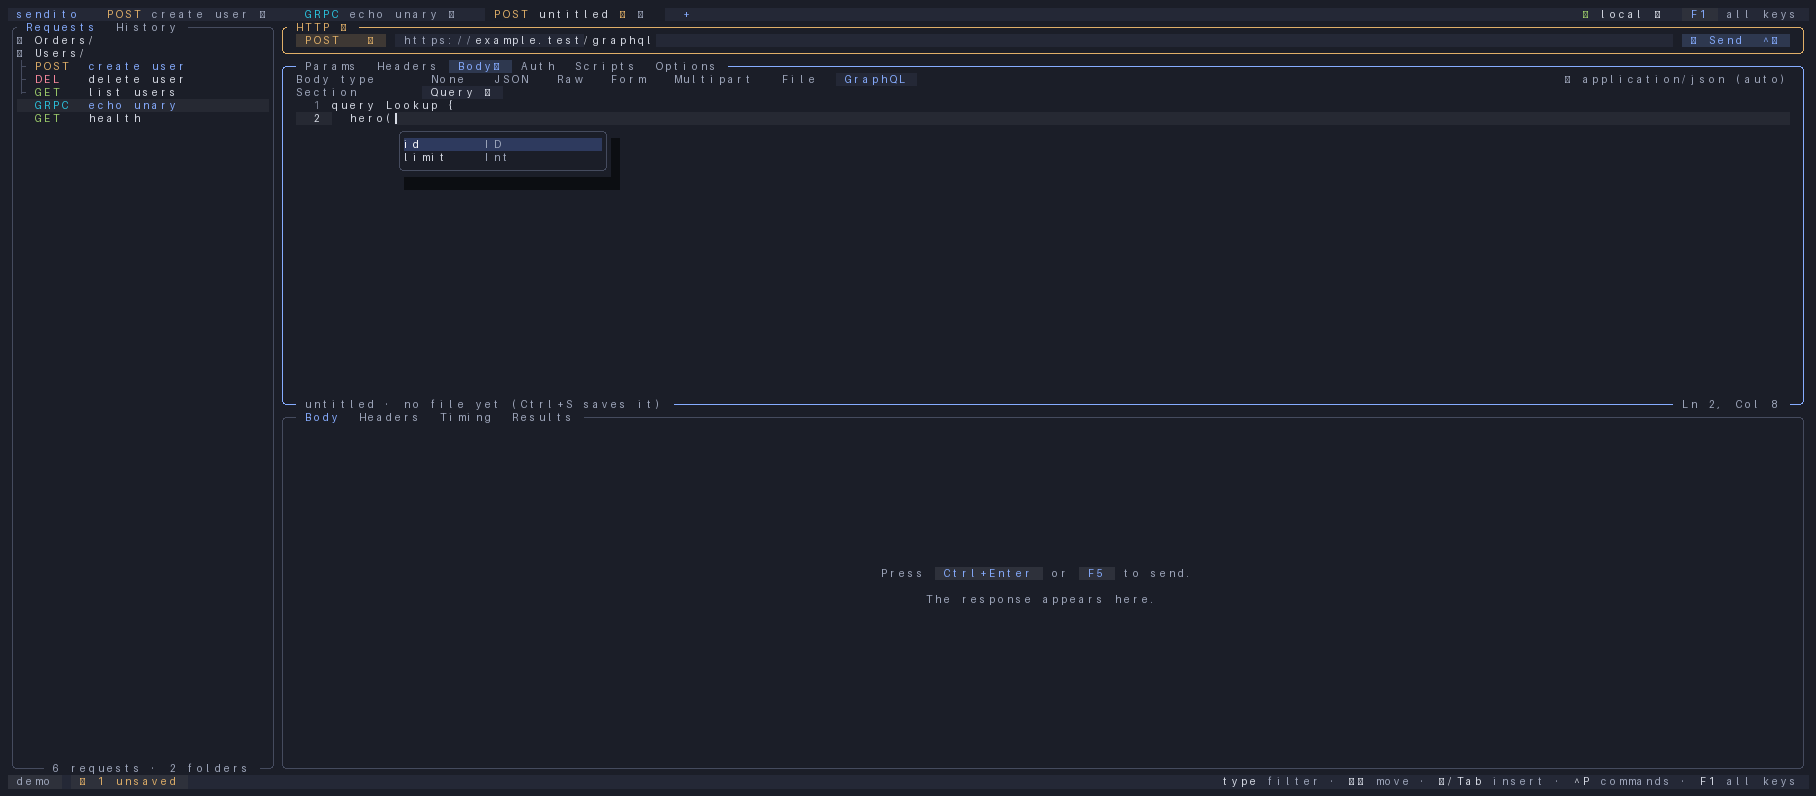 sendito POST create user GRPC echo unary POST untitled + local F1 all keys
Requests History
HTTP
Orders/
POST https://example.test/graphql Send ^
Users/
POST create user
Params Headers Body Auth Scripts Options
DEL delete user
Body type None JSON Raw Form Multipart File GraphQL application/json (auto)
GET list users
Section Query
GRPC echo unary
1 query Lookup {
GET health
2 hero(
id ID
limit Int
untitled · no file yet (Ctrl+S saves it) Ln 2, Col 8
Body Headers Timing Results
Press Ctrl+Enter or F5 to send.
The response appears here.
6 requests · 2 folders
demo 1 unsaved type filter · move · /Tab insert · ^P commands · F1 all keys